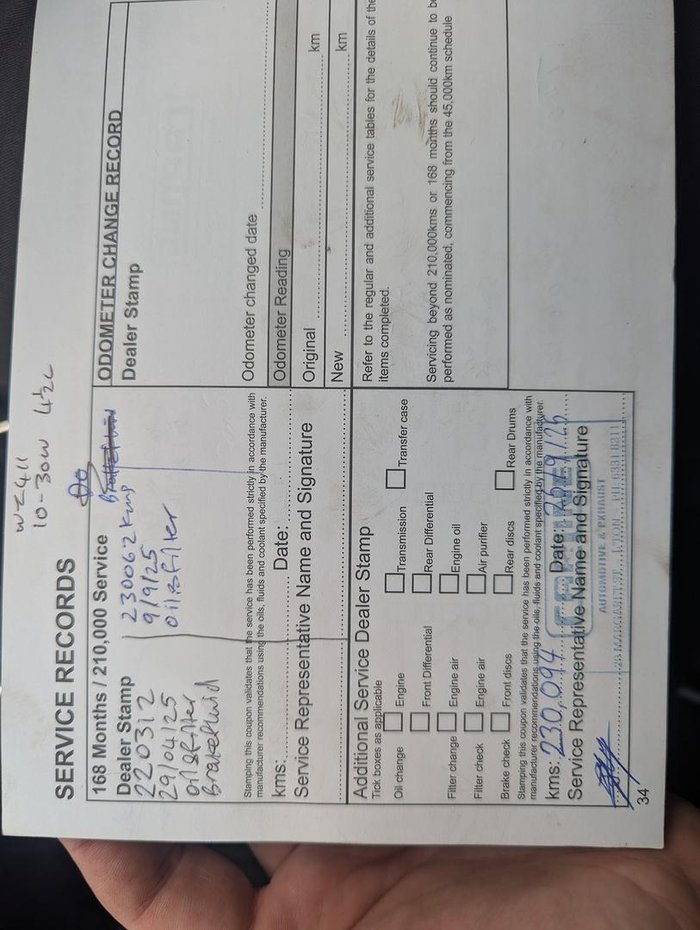 WZ411
10-30W 4½L
SERVICE RECORDS
168 Months / 210,000 Service
Dealer Stamp
220312
29/04/25
oil & filter
Brake fluid
230062 kms
9/9/25
oil & filter
Stamping this coupon validates that the service has been performed strictly in accordance with
manufacturer recommendations using the oils, fluids and coolant specified by the manufacturer.
kms: Date:
Service Representative Name and Signature
ODOMETER CHANGE RECORD
Dealer Stamp
Odometer changed date
Odometer Reading
Original km
New km
Additional Service Dealer Stamp
Tick boxes as applicable
Oil change Engine Transmission Transfer case
Front Differential Rear Differential
Filter change Engine air Engine oil
Filter check Engine air Air purifier
Brake check Front discs Rear discs Rear Drums
Stamping this coupon validates that the service has been performed strictly in accordance with
manufacturer recommendations using the oils, fluids and coolant specified by the manufacturer.
kms: 230,094 Date:
Service Representative Name and Signature
AUTOMOTIVE & EXHAUST
Refer to the regular and additional service tables for the details of the
items completed.
Servicing beyond 210,000kms or 168 months should continue to be
performed as nominated, commencing from the 45,000km schedule
34